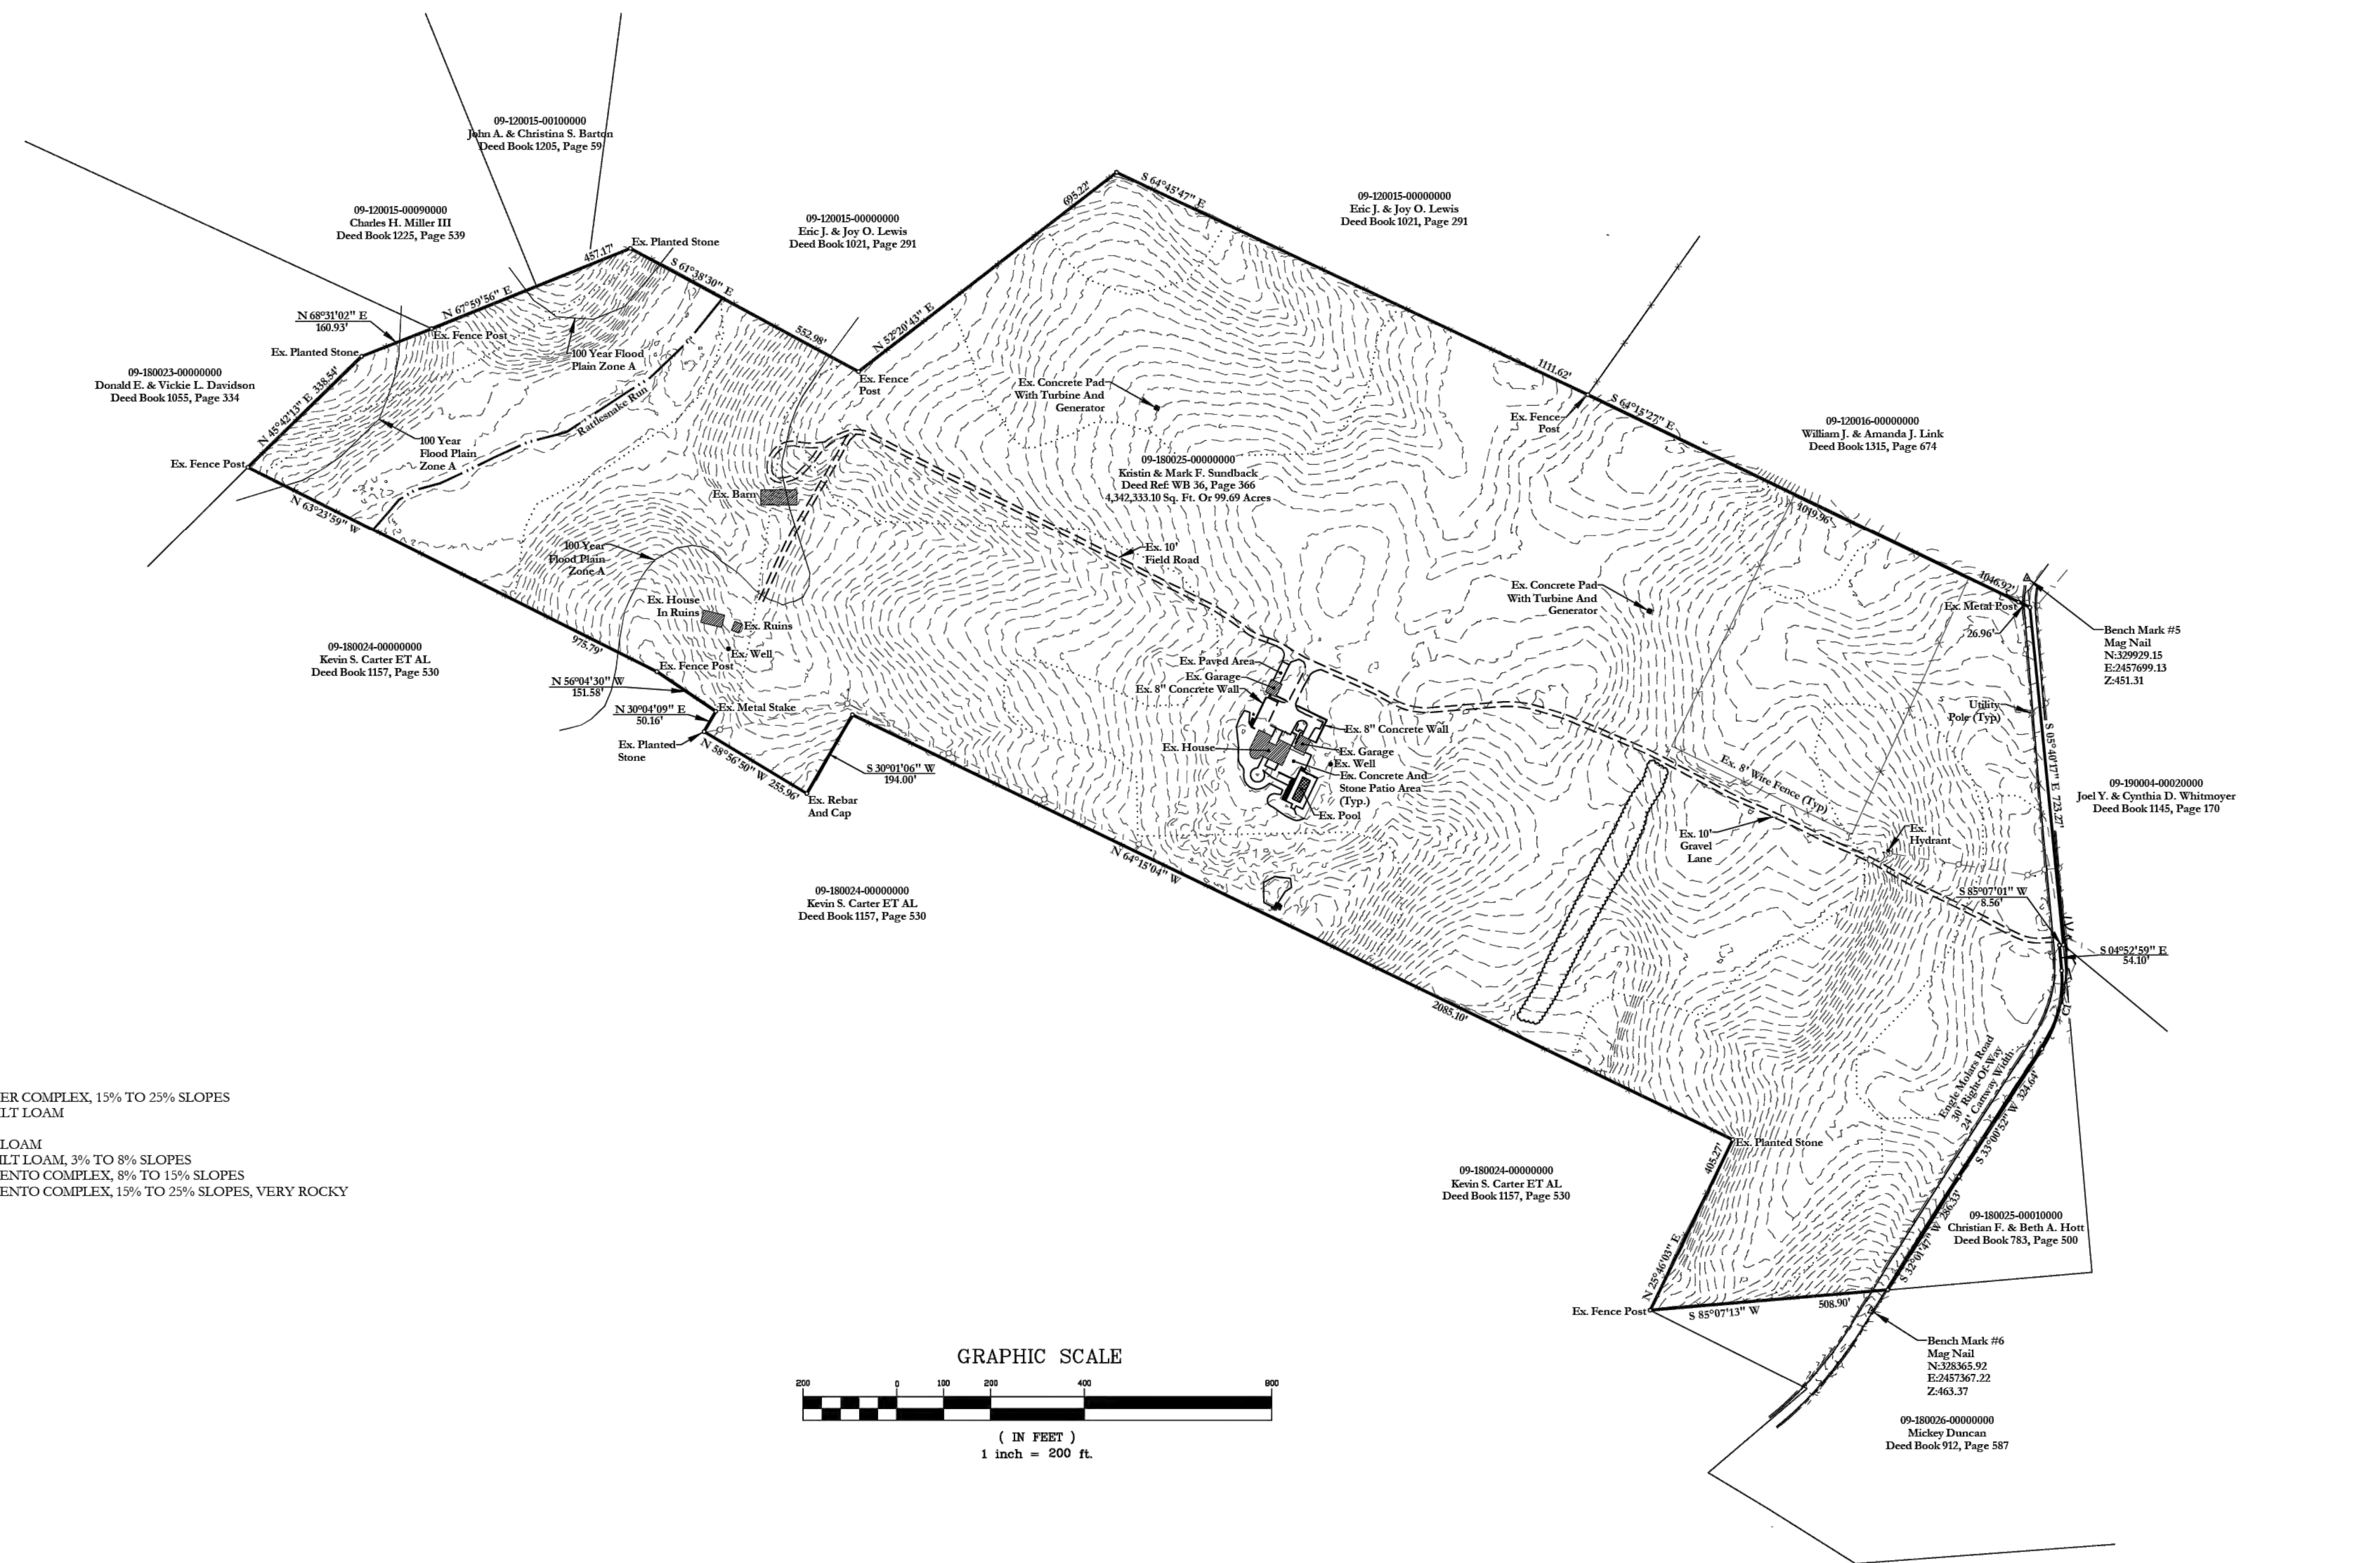 09-120015-00100000
John A. & Christina S. Barton
Deed Book 1205, Page 59
09-120015-00090000
Charles H. Miller III
Deed Book 1225, Page 539
09-120015-00000000
Eric J. & Joy O. Lewis
Deed Book 1021, Page 291
09-120015-00000000
Eric J. & Joy O. Lewis
Deed Book 1021, Page 291
695.22'
S 64°45'47" E
457.17'
Ex. Planted Stone
S 61°38'30" E
N 67°59'56" E
N 68°31'02" E
160.93'
Ex. Fence Post
Ex. Planted Stone
552.98'
N 52°20'43" E
100 Year Flood
Plain Zone A
09-180023-00000000
Donald E. & Vickie L. Davidson
Deed Book 1055, Page 334
N 45°42'13" E 338.54'
Rattlesnake Run
Ex. Fence
Post
Ex. Concrete Pad
With Turbine And
Generator
1111.62'
S 64°15'27" E
Ex. Fence
Post
09-120016-00000000
William J. & Amanda J. Link
Deed Book 1315, Page 674
100 Year
Flood Plain
Zone A
Ex. Fence Post
09-180025-00000000
Kristin & Mark F. Sundback
Deed Ref: WB 36, Page 366
4,342,333.10 Sq. Ft. Or 99.69 Acres
Ex. Barn
N 63°23'59" W
1019.96'
100 Year
Flood Plain
Zone A
Ex. 10'
Field Road
Ex. Concrete Pad
With Turbine And
Generator
1046.92'
Ex. Metal Post
26.96'
Bench Mark #5
Mag Nail
N:329929.15
E:2457699.13
Z:451.31
Ex. House
In Ruins
Ex. Ruins
975.79'
Ex. Well
Ex. Fence Post
09-180024-00000000
Kevin S. Carter ET AL
Deed Book 1157, Page 530
N 56°04'30" W
151.58'
N 30°04'09" E
50.16'
Ex. Metal Stake
Ex. Planted
Stone
N 58°56'50" W 255.96'
S 30°01'06" W
194.00'
Ex. Rebar
And Cap
Ex. Paved Area
Ex. Garage
Ex. 8" Concrete Wall
Ex. 8" Concrete Wall
Ex. House
Ex. Garage
Ex. Well
Ex. Concrete And
Stone Patio Area
(Typ.)
Ex. Pool
Utility
Pole (Typ)
S 05°40'17" E 723.27'
Ex. 8' Wire Fence (Typ)
09-190004-00020000
Joel Y. & Cynthia D. Whitmoyer
Deed Book 1145, Page 170
Ex. 10'
Gravel
Lane
Ex.
Hydrant
N 64°15'04" W
09-180024-00000000
Kevin S. Carter ET AL
Deed Book 1157, Page 530
S 85°07'01" W
8.56'
S 04°52'59" E
54.10'
2085.10'
Engle Molars Road
30' Right-Of-Way
24' Cartway Width
S 33°00'52" W 324.64'
ER COMPLEX, 15% TO 25% SLOPES
LT LOAM
LOAM
ILT LOAM, 3% TO 8% SLOPES
ENTO COMPLEX, 8% TO 15% SLOPES
ENTO COMPLEX, 15% TO 25% SLOPES, VERY ROCKY
Ex. Planted Stone
405.27'
09-180024-00000000
Kevin S. Carter ET AL
Deed Book 1157, Page 530
S 32°01'47" W 286.33'
09-180025-00010000
Christian F. & Beth A. Hott
Deed Book 783, Page 500
N 25°46'03" E
Ex. Fence Post
S 85°07'13" W
508.90'
Bench Mark #6
Mag Nail
N:328365.92
E:2457367.22
Z:463.37
09-180026-00000000
Mickey Duncan
Deed Book 912, Page 587
GRAPHIC SCALE
200 0 100 200 400 800
( IN FEET )
1 inch = 200 ft.